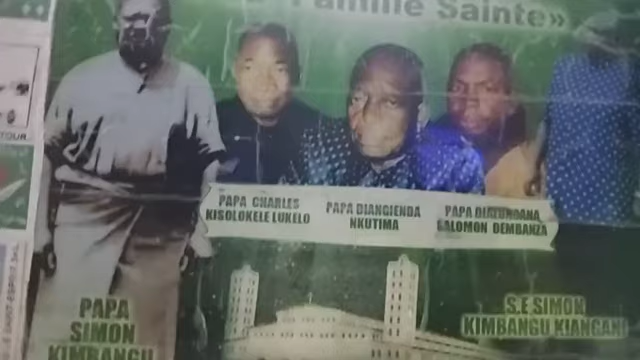 Famille Sainte»
PAPA CHARLES
KISOLOKELE LUKELO
PAPA DIANGIENDA
NKUTIMA
PAPA DIALUNGANA
SALOMON DEMBANZA
PAPA
SIMON
KIMBANGU
S.E SIMON
KIMBANGU KIANGANI
TOUR